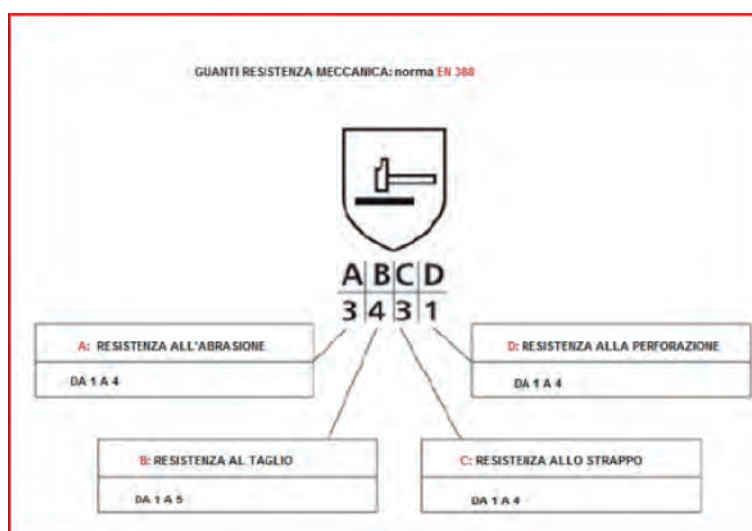 GUANTI RESISTENZA MECCANICA: norma EN 388
A B C D
3 4 3 1
A: RESISTENZA ALL'ABRASIONE
DA 1 A 4
D: RESISTENZA ALLA PERFORAZIONE
DA 1 A 4
B: RESISTENZA AL TAGLIO
DA 1 A 5
C: RESISTENZA ALLO STRAPPO
DA 1 A 4